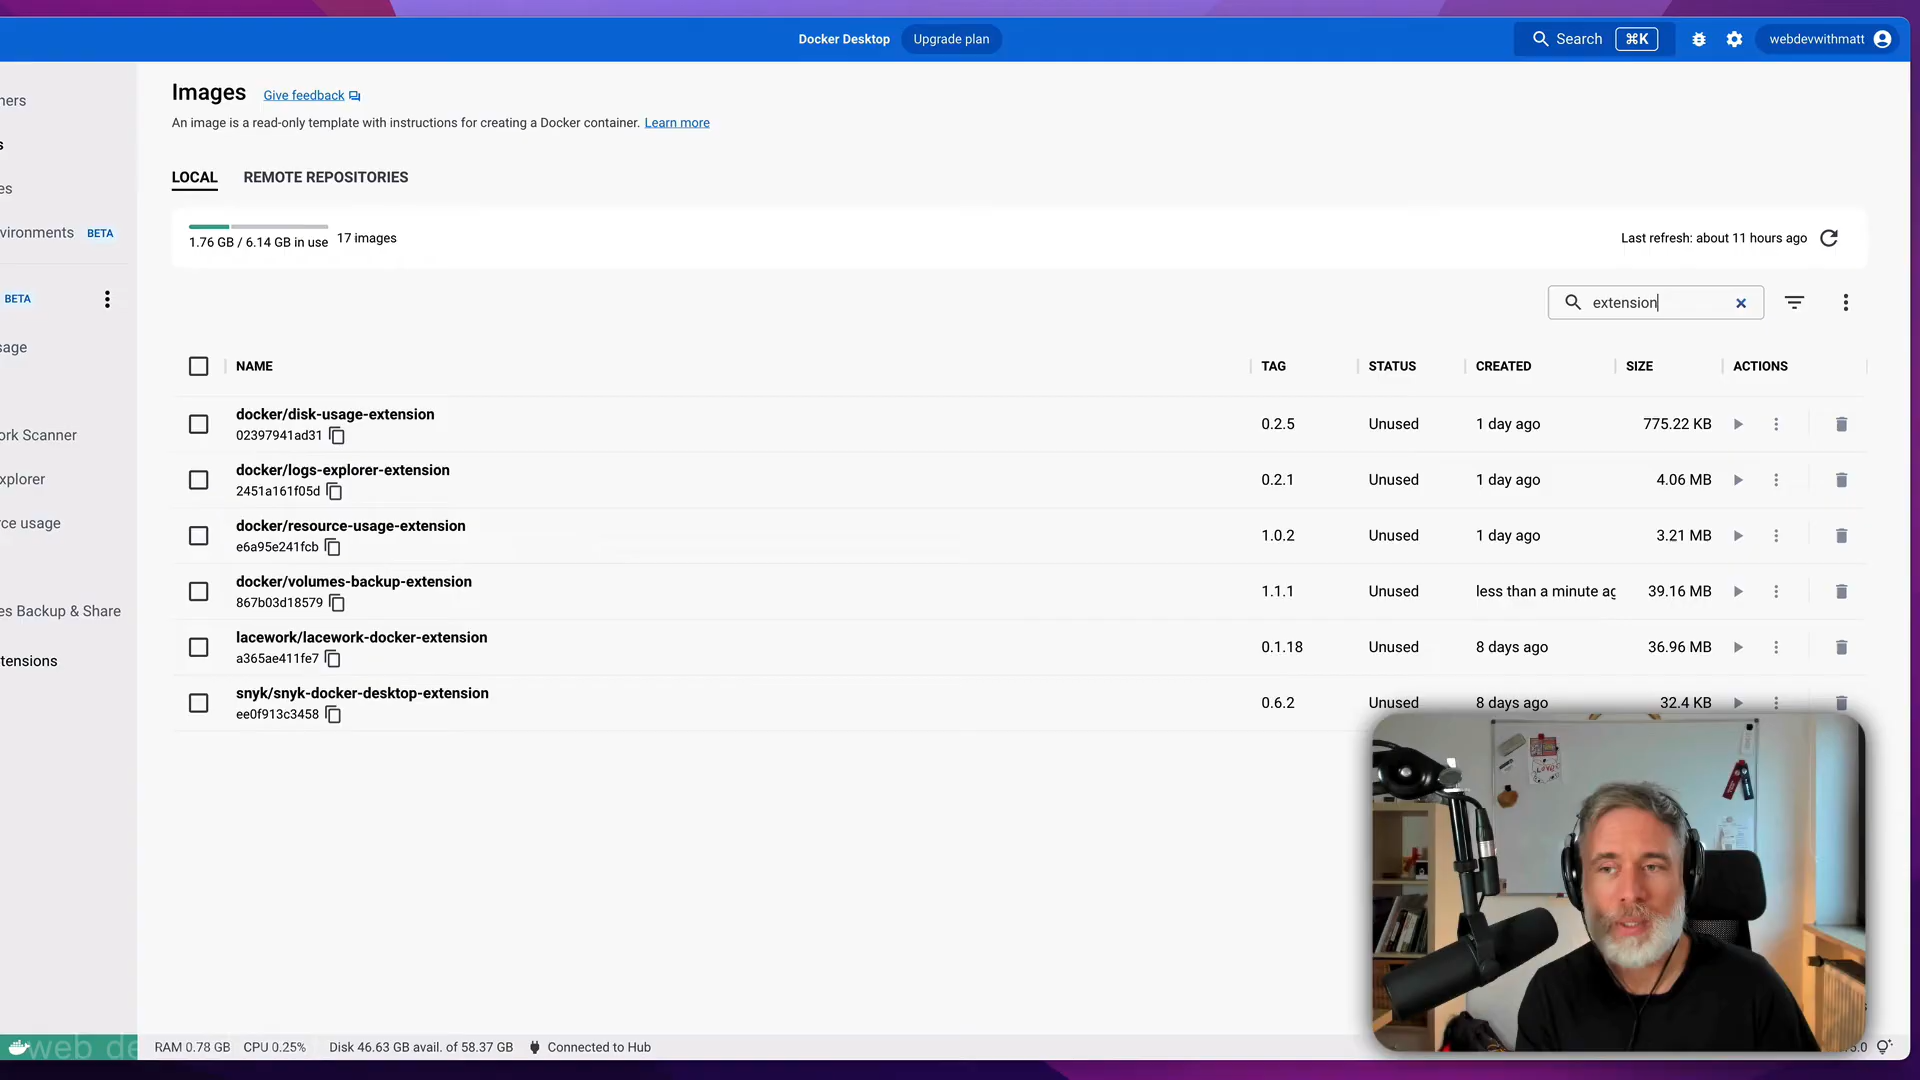 Docker Desktop
Upgrade plan
Search
⌘K
webdevwithmatt
ners
s
es
vironments BETA
BETA
sage
ork Scanner
xplorer
ce usage
es Backup & Share
tensions
Images
Give feedback
An image is a read-only template with instructions for creating a Docker container. Learn more
LOCAL
REMOTE REPOSITORIES
1.76 GB / 6.14 GB in use
17 images
Last refresh: about 11 hours ago
extension
NAME TAG STATUS CREATED SIZE ACTIONS
docker/disk-usage-extension
02397941ad31
0.2.5 Unused 1 day ago 775.22 KB
docker/logs-explorer-extension
2451a161f05d
0.2.1 Unused 1 day ago 4.06 MB
docker/resource-usage-extension
e6a95e241fcb
1.0.2 Unused 1 day ago 3.21 MB
docker/volumes-backup-extension
867b03d18579
1.1.1 Unused less than a minute ag 39.16 MB
lacework/lacework-docker-extension
a365ae411fe7
0.1.18 Unused 8 days ago 36.96 MB
snyk/snyk-docker-desktop-extension
ee0f913c3458
0.6.2 Unused 8 days ago 32.4 KB
web de
RAM 0.78 GB CPU 0.25% Disk 46.63 GB avail. of 58.37 GB Connected to Hub